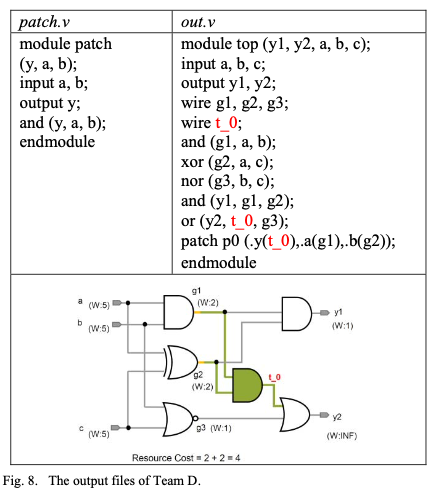 patch.v
out.v
module patch
(y, a, b);
input a, b;
output y;
and (y, a, b);
endmodule
module top (y1, y2, a, b, c);
input a, b, c;
output y1, y2;
wire g1, g2, g3;
wire t_0;
and (g1, a, b);
xor (g2, a, c);
nor (g3, b, c);
and (y1, g1, g2);
or (y2, t_0, g3);
patch p0 (.y(t_0),.a(g1),.b(g2));
endmodule
a (W:5)
b (W:5)
c (W:5)
g1
(W:2)
g2
(W:2)
g3 (W:1)
t_0
y1
(W:1)
y2
(W:INF)
Resource Cost = 2 + 2 = 4
Fig. 8. The output files of Team D.